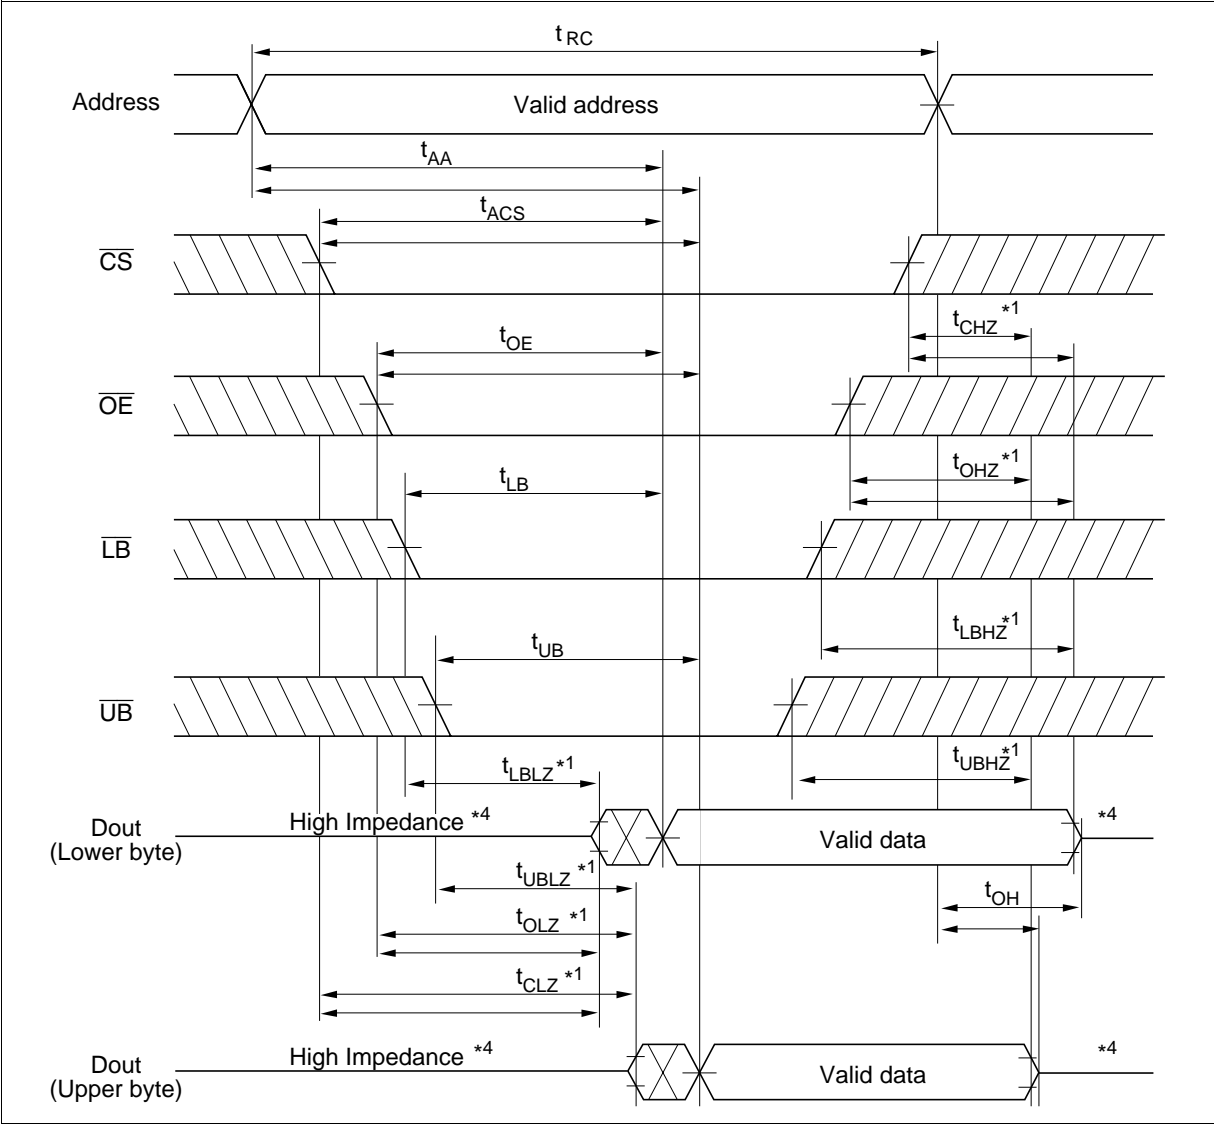 t RC
Address
Valid address
tAA
tACS
CS
tCHZ *1
tOE
OE
tOHZ *1
tLB
LB
tLBHZ *1
tUB
UB
tUBHZ *1
tLBLZ *1
High Impedance *4
*4
Dout
(Lower byte)
Valid data
tUBLZ *1
tOH
tOLZ *1
tCLZ *1
High Impedance *4
*4
Dout
(Upper byte)
Valid data